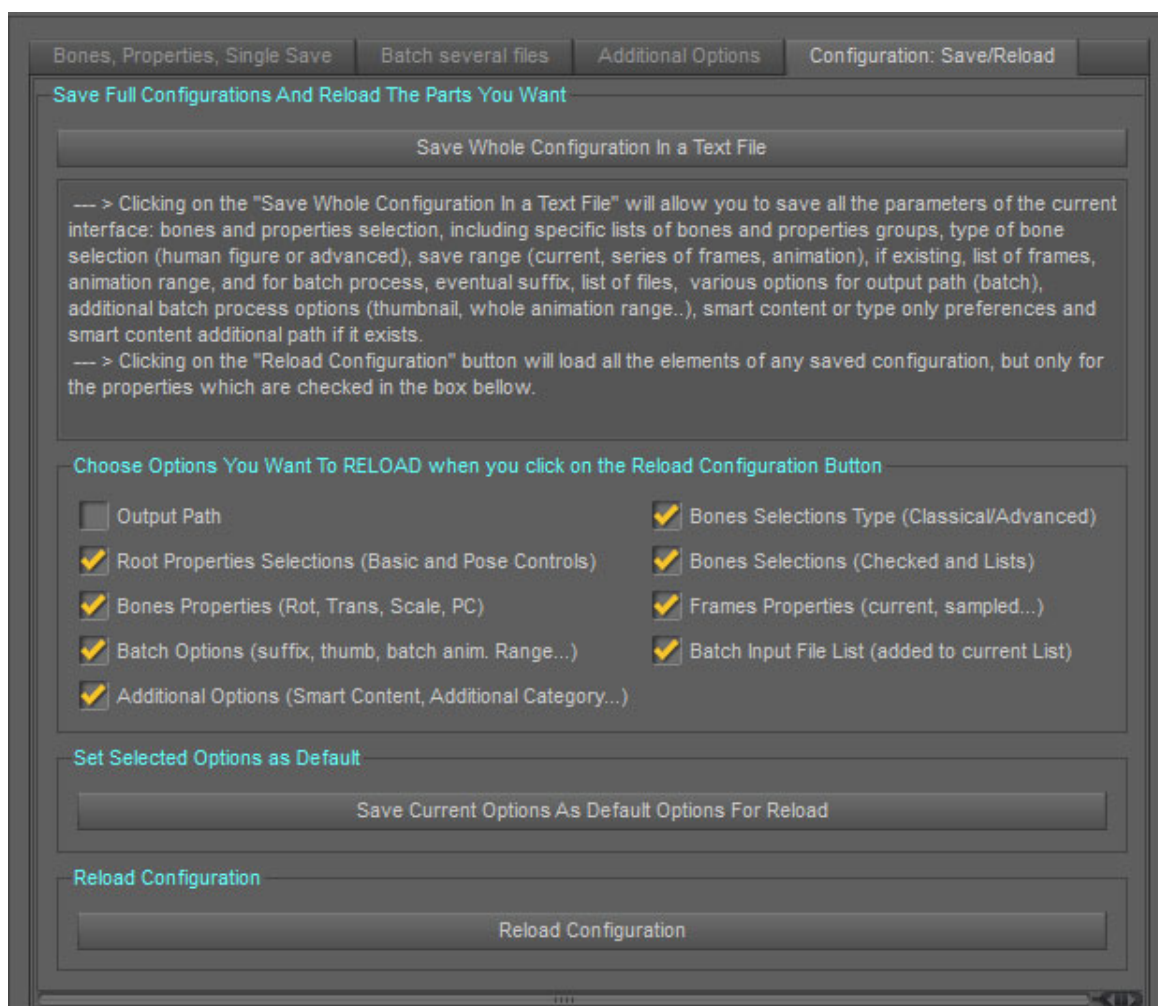 Bones, Properties, Single Save
Batch several files
Additional Options
Configuration: Save/Reload
Save Full Configurations And Reload The Parts You Want
Save Whole Configuration In a Text File
--- > Clicking on the "Save Whole Configuration In a Text File" will allow you to save all the parameters of the current
interface: bones and properties selection, including specific lists of bones and properties groups, type of bone
selection (human figure or advanced), save range (current, series of frames, animation), if existing, list of frames,
animation range, and for batch process, eventual suffix, list of files,  various options for output path (batch),
additional batch process options (thumbnail, whole animation range..), smart content or type only preferences and
smart content additional path if it exists.
--- > Clicking on the "Reload Configuration" button will load all the elements of any saved configuration, but only for
the properties which are checked in the box bellow.
Choose Options You Want To RELOAD when you click on the Reload Configuration Button
Output Path
Bones Selections Type (Classical/Advanced)
Root Properties Selections (Basic and Pose Controls)
Bones Selections (Checked and Lists)
Bones Properties (Rot, Trans, Scale, PC)
Frames Properties (current, sampled...)
Batch Options (suffix, thumb, batch anim. Range...)
Batch Input File List (added to current List)
Additional Options (Smart Content, Additional Category...)
Set Selected Options as Default
Save Current Options As Default Options For Reload
Reload Configuration
Reload Configuration